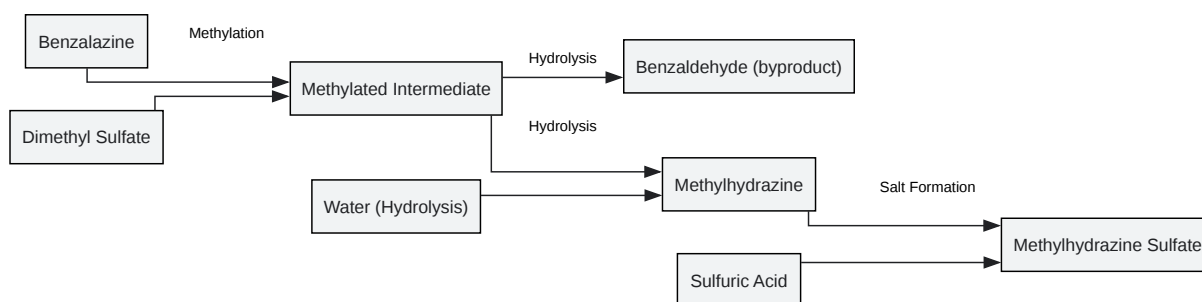 Benzalazine
Methylation
Dimethyl Sulfate
Methylated Intermediate
Hydrolysis
Benzaldehyde (byproduct)
Hydrolysis
Water (Hydrolysis)
Methylhydrazine
Salt Formation
Sulfuric Acid
Methylhydrazine Sulfate